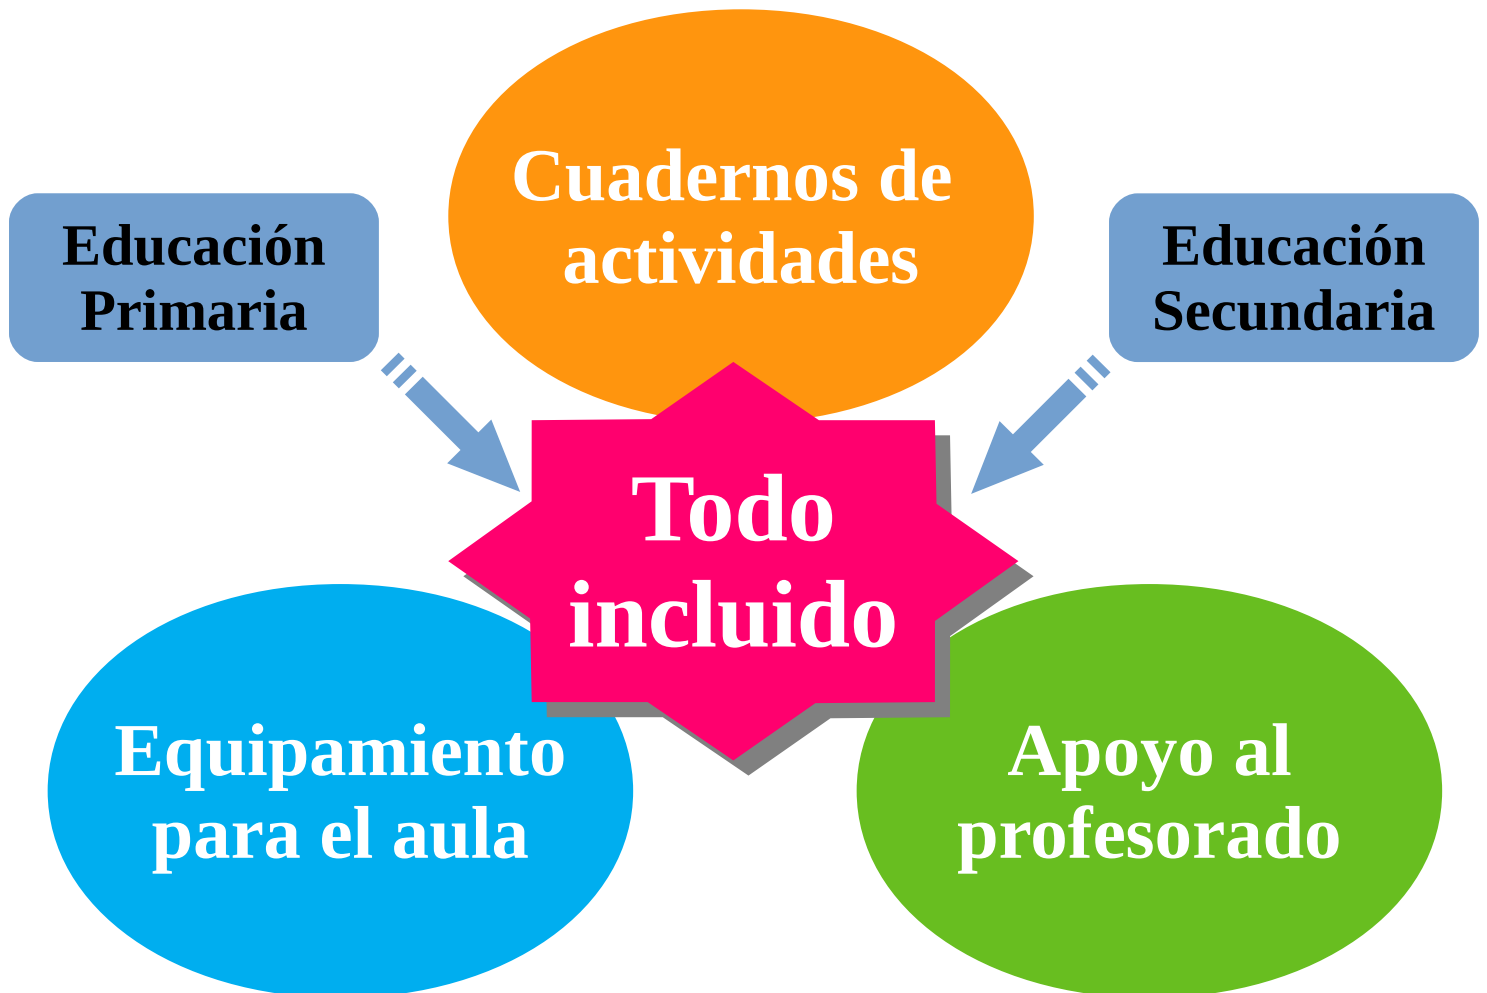 Cuadernos de
actividades
Educación
Primaria
Educación
Secundaria
Todo
incluido
Equipamiento
para el aula
Apoyo al
profesorado